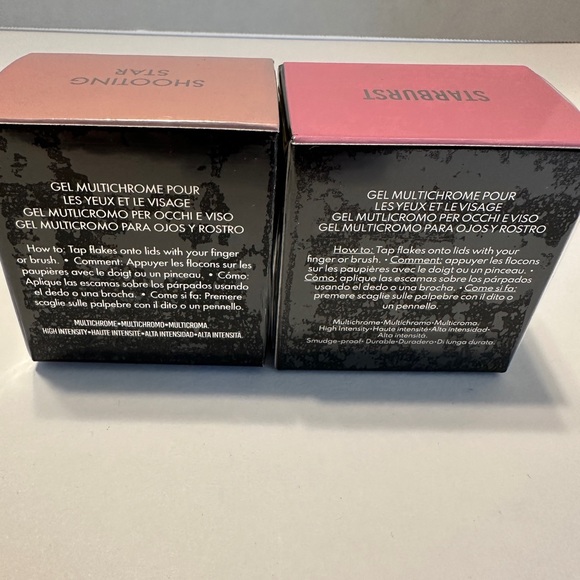 SHOOTING
STAR
GEL MULTICHROME POUR
LES YEUX ET LE VISAGE
GEL MUTLICROMO PER OCCHI E VISO
GEL MULTICROMO PARA OJOS Y ROSTRO
How to: Tap flakes onto lids with your finger
or brush. • Comment: Appuyer les flocons sur les
paupières avec le doigt ou un pinceau. • Cómo:
Aplique las escamas sobre los párpados
usando el dedo o una brocha. • Come si fa: Premere
scaglie sulle palpebre con il dito o un pennello.
MULTICHROME•MULTICHROMO•MULTICROMA.
HIGH INTENSITY•HAUTE INTENSITÉ•ALTA INTENSIDAD•ALTA INTENSITÀ.
STARBURST
GEL MULTICHROME POUR
LES YEUX ET LE VISAGE
GEL MUTLICROMO PER OCCHI E VISO
GEL MULTICROMO PARA OJOS Y ROSTRO
How to: Tap flakes onto lids with your
finger or brush. • Comment: appuyer les flocons
sur les paupières avec le doigt ou un pinceau. •
Cómo: aplique las escamas sobre los párpados
usando el dedo o una brocha. • Come si fa:
premere scaglie sulle palpebre con il dito o
un pennello.
Multichrome•Multichromo•Multicroma.
High Intensity•Haute intensité•Alta intensidad•
Alta intensità.
Smudge-proof• Durable•Duradero•Di lunga durata.